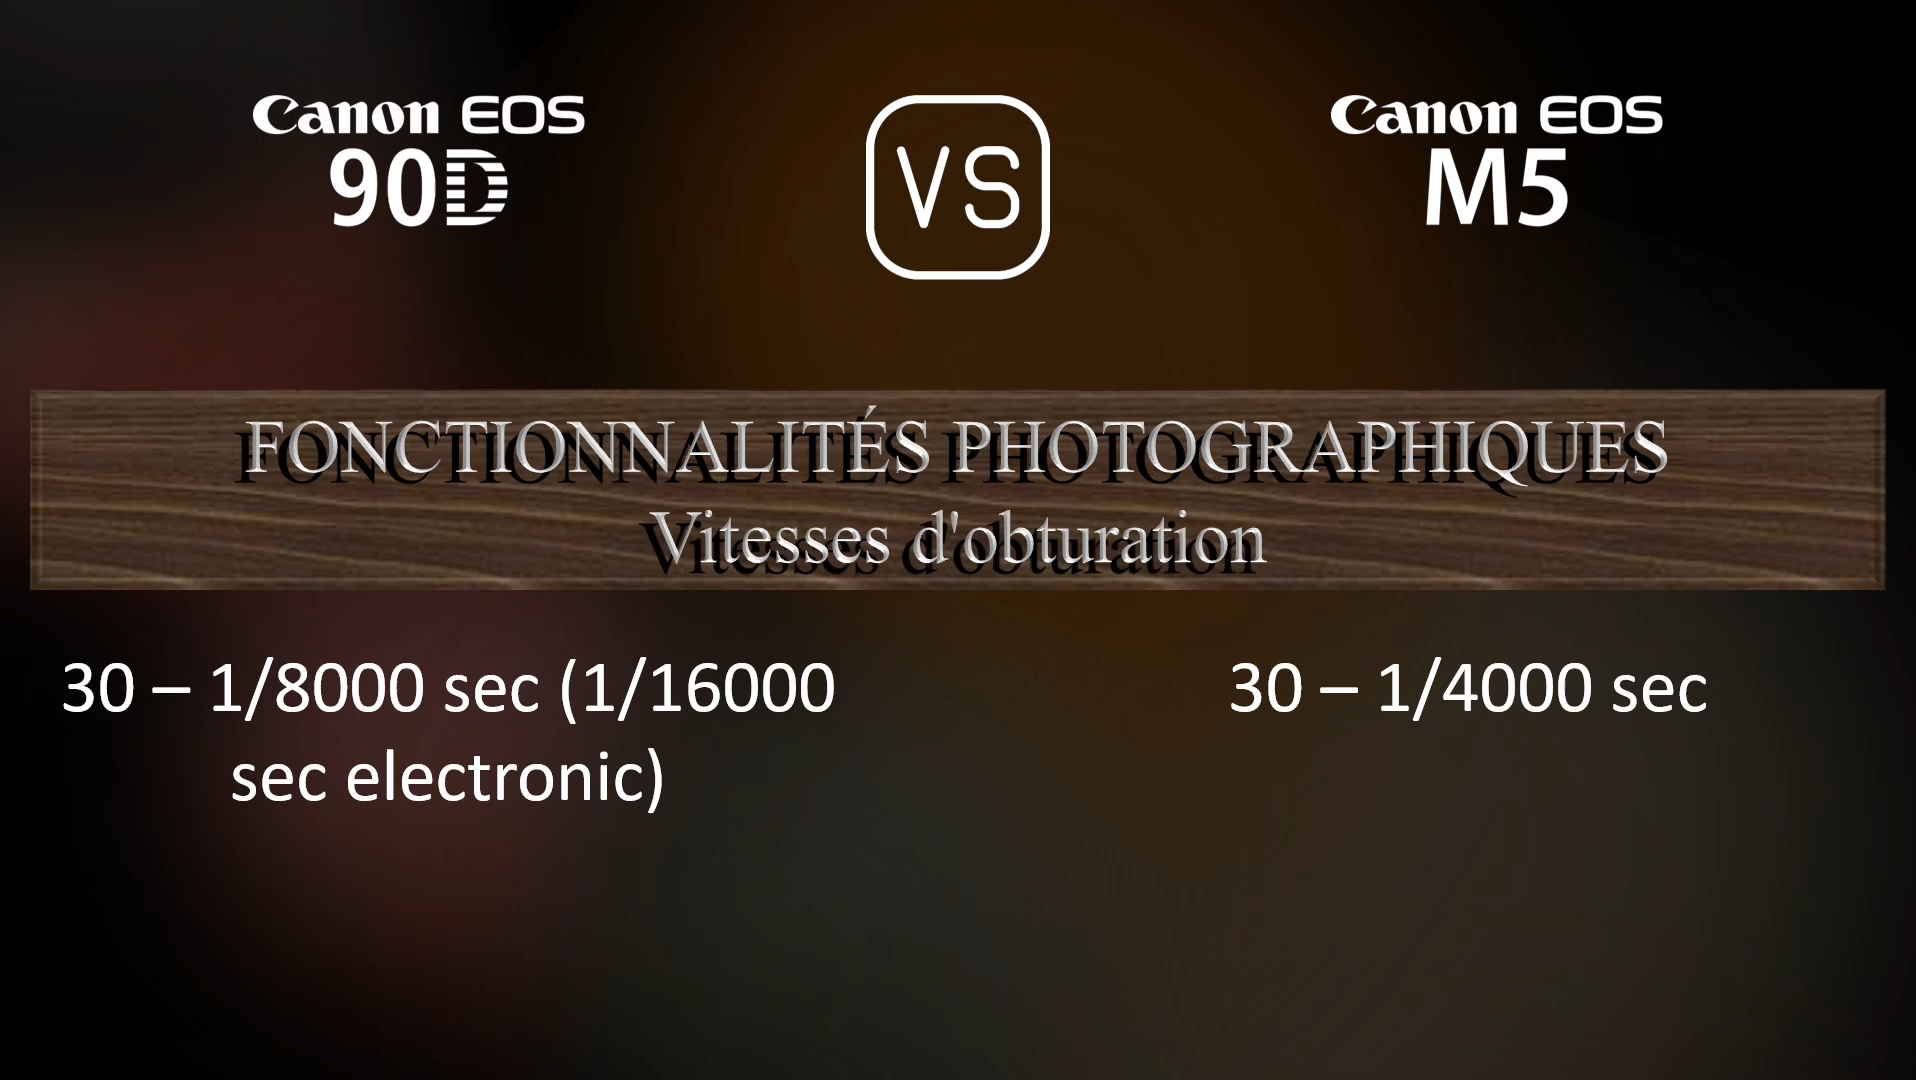 Canon EOS
90D
VS
Canon EOS
M5
FONCTIONNALITÉS PHOTOGRAPHIQUES
Vitesses d'obturation
30 – 1/8000 sec (1/16000
sec electronic)
30 – 1/4000 sec